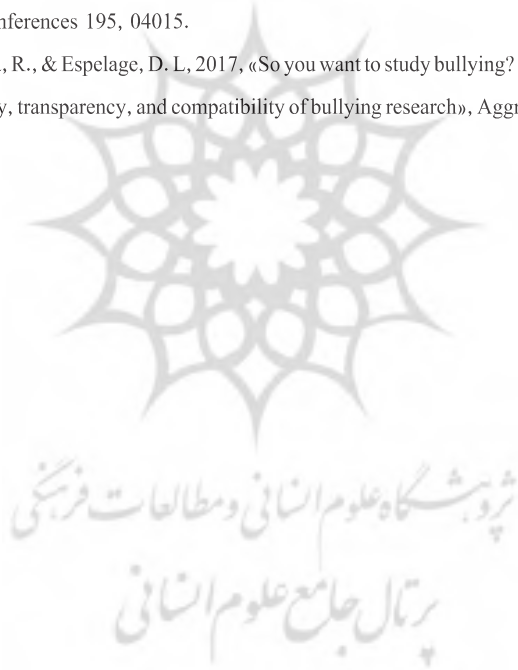 nferences 195, 04015.
, R., & Espelage, D. L, 2017, «So you want to study bullying?
y, transparency, and compatibility of bullying research», Aggr
پژوهشگاه علوم انسانی و مطالعات فرهنگی
پرتال جامع علوم انسانی